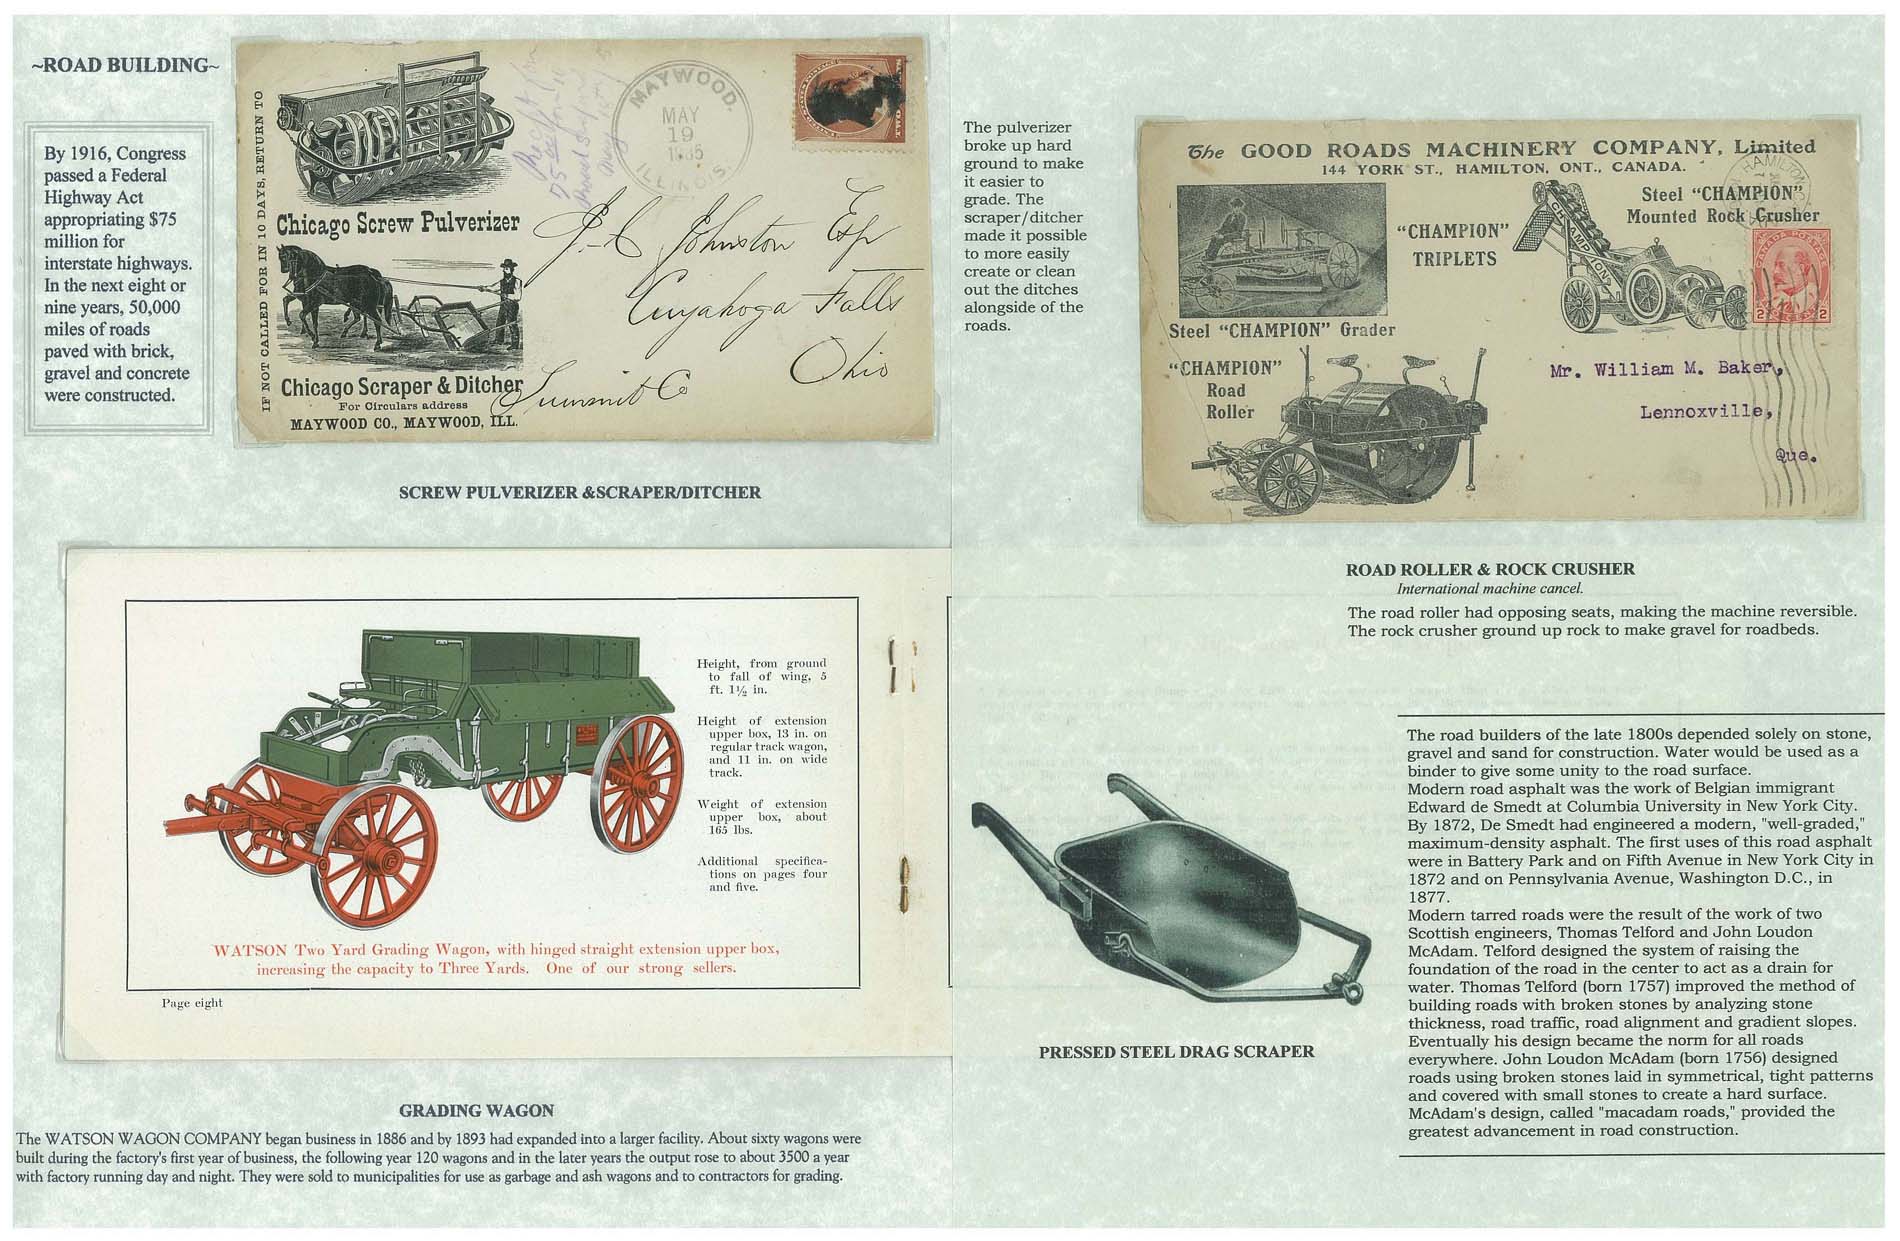 ~ROAD BUILDING~
By 1916, Congress
passed a Federal
Highway Act
appropriating $75
million for
interstate highways.
In the next eight or
nine years, 50,000
miles of roads
paved with brick,
gravel and concrete
were constructed.
IF NOT CALLED FOR IN 10 DAYS, RETURN TO
Chicago Screw Pulverizer
Chicago Scraper & Ditcher
For Circulars address
MAYWOOD CO., MAYWOOD, ILL.
MAYWOOD.
MAY
19
1885
ILLINOIS.
J-C Johnston Esq
Cuyahoga Falls
Summit Co
Ohio
SCREW PULVERIZER &SCRAPER/DITCHER
Height, from ground
to fall of wing, 5
ft. 1½ in.
Height of extension
upper box, 13 in. on
regular track wagon,
and 11 in. on wide
track.
Weight of extension
upper box, about
165 lbs.
Additional specifica-
tions on pages four
and five.
WATSON Two Yard Grading Wagon, with hinged straight extension upper box,
increasing the capacity to Three Yards. One of our strong sellers.
Page eight
GRADING WAGON
The WATSON WAGON COMPANY began business in 1886 and by 1893 had expanded into a larger facility. About sixty wagons were
built during the factory's first year of business, the following year 120 wagons and in the later years the output rose to about 3500 a year
with factory running day and night. They were sold to municipalities for use as garbage and ash wagons and to contractors for grading.
The pulverizer
broke up hard
ground to make
it easier to
grade. The
scraper/ditcher
made it possible
to more easily
create or clean
out the ditches
alongside of the
roads.
The GOOD ROADS MACHINERY COMPANY, Limited
144 YORK ST., HAMILTON, ONT., CANADA.
Steel "CHAMPION" Grader
"CHAMPION"
TRIPLETS
Steel "CHAMPION"
Mounted Rock Crusher
CHAMPION
"CHAMPION"
Road
Roller
HAMILTON
CANADA POSTAGE
2 2
Mr. William M. Baker,
Lennoxville,
Que.
ROAD ROLLER & ROCK CRUSHER
International machine cancel.
The road roller had opposing seats, making the machine reversible.
The rock crusher ground up rock to make gravel for roadbeds.
PRESSED STEEL DRAG SCRAPER
The road builders of the late 1800s depended solely on stone,
gravel and sand for construction. Water would be used as a
binder to give some unity to the road surface.
Modern road asphalt was the work of Belgian immigrant
Edward de Smedt at Columbia University in New York City.
By 1872, De Smedt had engineered a modern, "well-graded,"
maximum-density asphalt. The first uses of this road asphalt
were in Battery Park and on Fifth Avenue in New York City in
1872 and on Pennsylvania Avenue, Washington D.C., in
1877.
Modern tarred roads were the result of the work of two
Scottish engineers, Thomas Telford and John Loudon
McAdam. Telford designed the system of raising the
foundation of the road in the center to act as a drain for
water. Thomas Telford (born 1757) improved the method of
building roads with broken stones by analyzing stone
thickness, road traffic, road alignment and gradient slopes.
Eventually his design became the norm for all roads
everywhere. John Loudon McAdam (born 1756) designed
roads using broken stones laid in symmetrical, tight patterns
and covered with small stones to create a hard surface.
McAdam's design, called "macadam roads," provided the
greatest advancement in road construction.